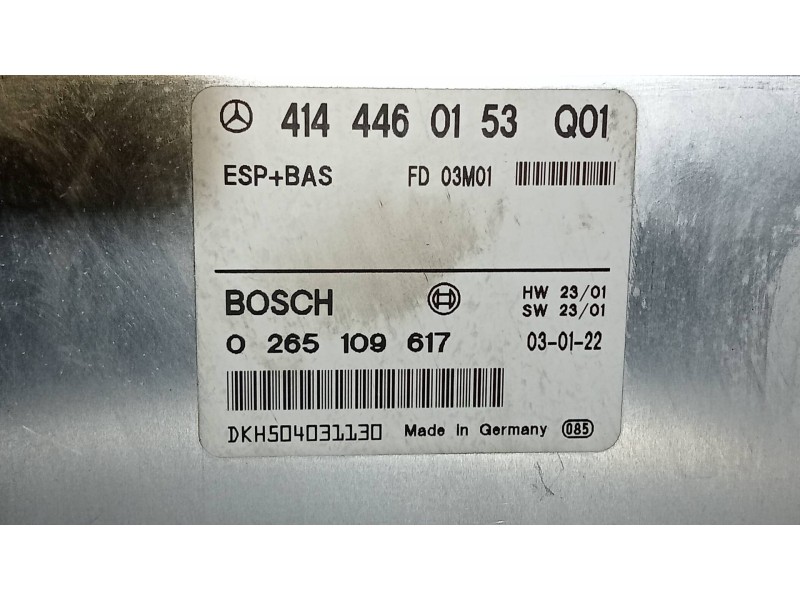 414 446 01 53 Q01
ESP+BAS FD 03M01
BOSCH HW 23/01
SW 23/01
0 265 109 617 03-01-22
DKH504031130 Made in Germany 085